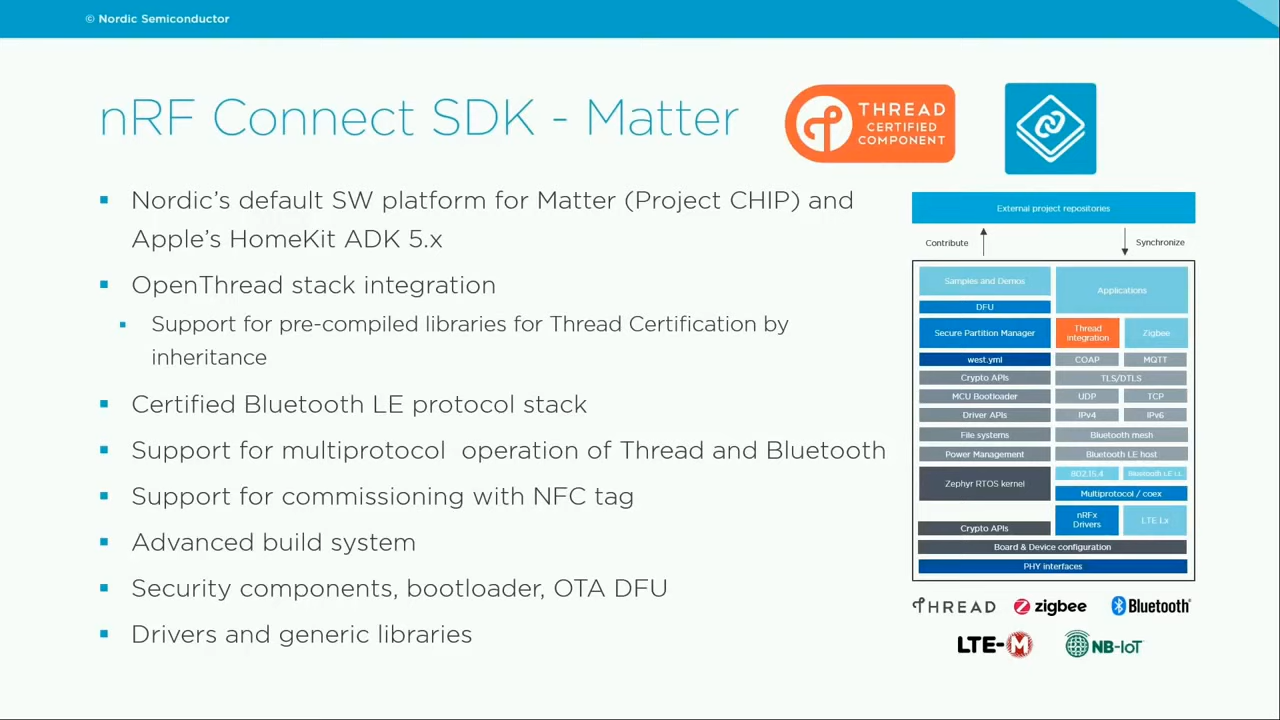 © Nordic Semiconductor
nRF Connect SDK - Matter
THREAD
CERTIFIED
COMPONENT
Nordic's default SW platform for Matter (Project CHIP) and
Apple's HomeKit ADK 5.x
OpenThread stack integration
Support for pre-compiled libraries for Thread Certification by
inheritance
Certified Bluetooth LE protocol stack
Support for multiprotocol operation of Thread and Bluetooth
Support for commissioning with NFC tag
Advanced build system
Security components, bootloader, OTA DFU
Drivers and generic libraries
External project repositories
Contribute
Synchronize
Samples and Demos
Applications
DFU
Secure Partition Manager
Thread
integration
Zigbee
west.yml
COAP
MQTT
Crypto APIs
TLS/DTLS
MCU Bootloader
UDP
TCP
Driver APIs
IPv4
IPv6
File systems
Bluetooth mesh
Power Management
Bluetooth LE host
Zephyr RTOS kernel
802.15.4
Bluetooth LE LL
Multiprotocol / coex
nRFx
Drivers
LTE Lx
Crypto APIs
Board & Device configuration
PHY interfaces
THREAD
zigbee
Bluetooth®
LTE-M
NB-IoT